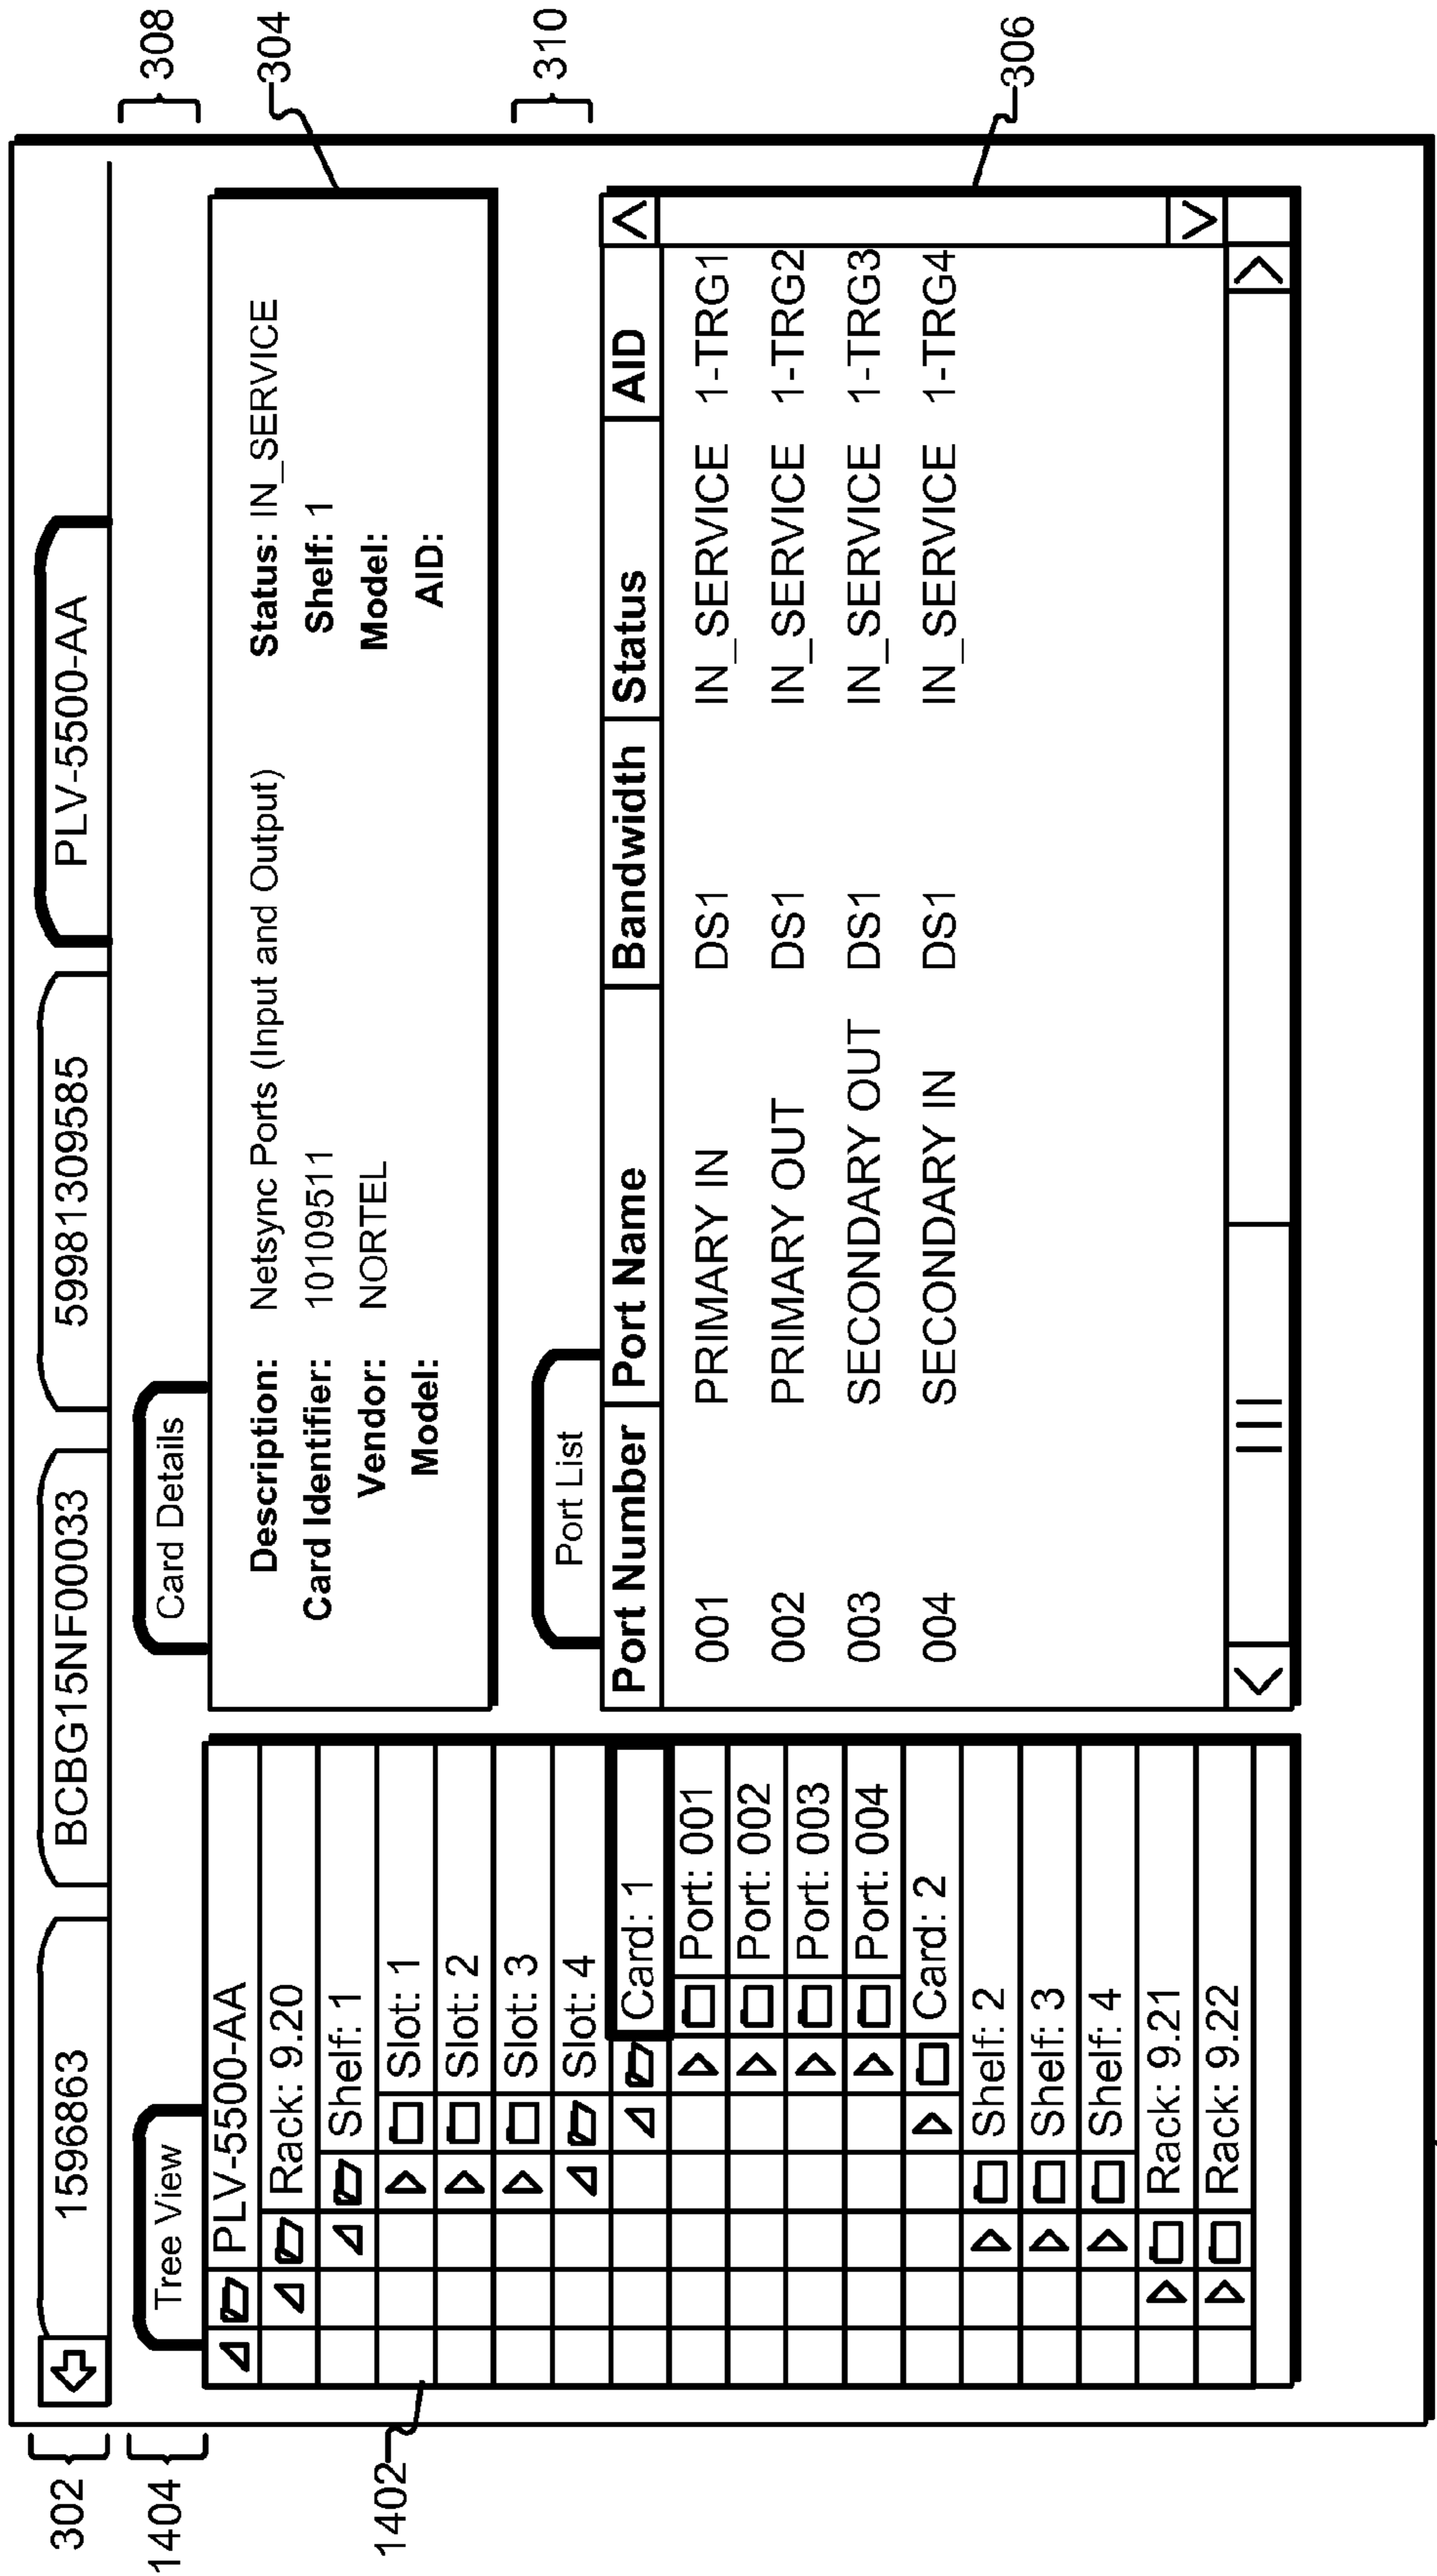 302
1596863 BCBG15NF00033 59981309585 PLV-5500-AA
308
1404
Tree View
PLV-5500-AA
Rack: 9.20
Shelf: 1
Slot: 1
Slot: 2
Slot: 3
Slot: 4
Card: 1
Port: 001
Port: 002
Port: 003
Port: 004
Card: 2
Shelf: 2
Shelf: 3
Shelf: 4
Rack: 9.21
Rack: 9.22
1402
Card Details
304
Description: Netsync Ports (Input and Output) Status: IN_SERVICE
Card Identifier: 10109511 Shelf: 1
Vendor: NORTEL Model:
Model: AID:
310
Port List
Port Number Port Name Bandwidth Status AID
001 PRIMARY IN DS1 IN_SERVICE 1-TRG1
002 PRIMARY OUT DS1 IN_SERVICE 1-TRG2
003 SECONDARY OUT DS1 IN_SERVICE 1-TRG3
004 SECONDARY IN DS1 IN_SERVICE 1-TRG4
306